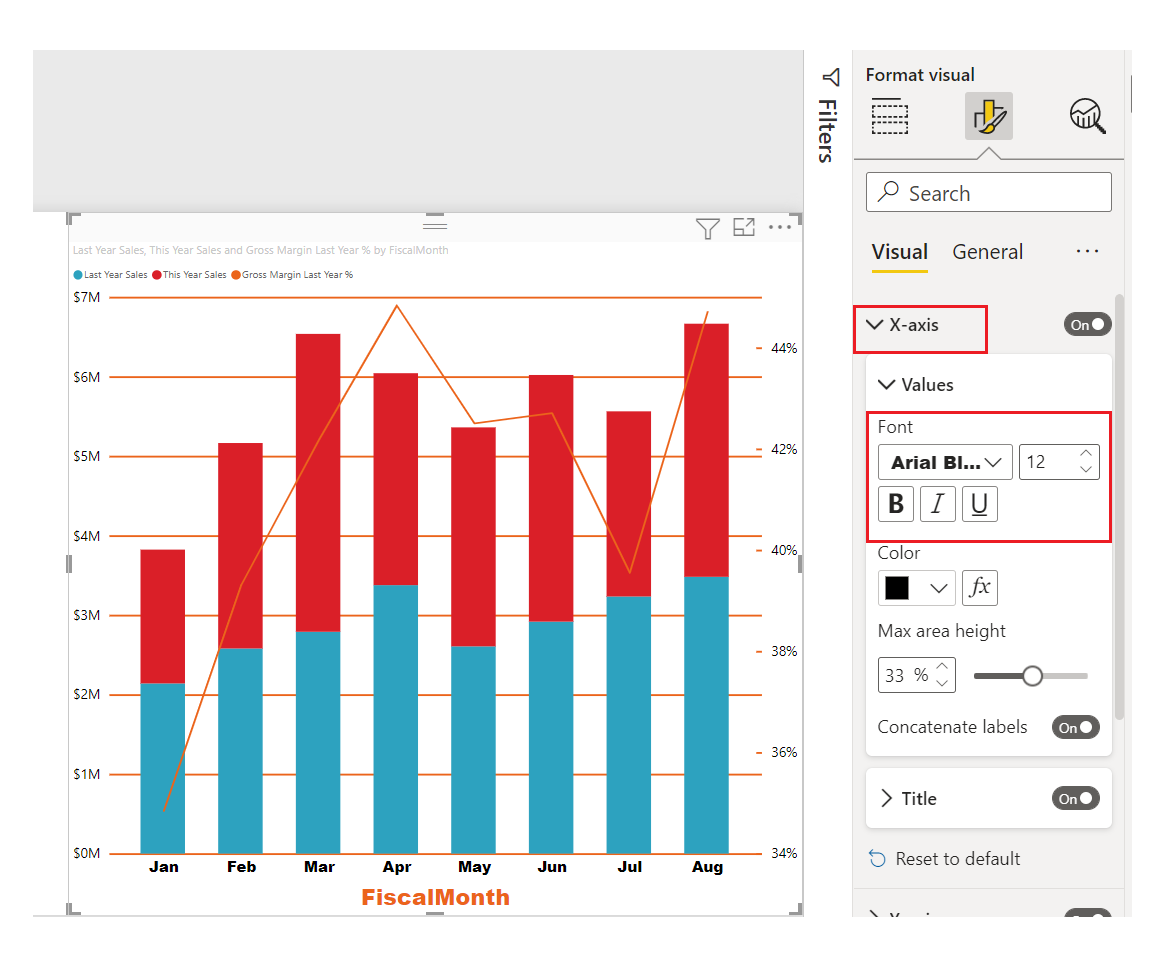 Filters
Format visual
Search
Visual General ...
Last Year Sales, This Year Sales and Gross Margin Last Year % by FiscalMonth
Last Year Sales This Year Sales Gross Margin Last Year %
$7M
$6M
$5M
$4M
$3M
$2M
$1M
$0M
44%
42%
40%
38%
36%
34%
Jan Feb Mar Apr May Jun Jul Aug
FiscalMonth
X-axis On
Values
Font
Arial Bl... 12
B I U
Color
fx
Max area height
33 %
Concatenate labels On
Title On
Reset to default